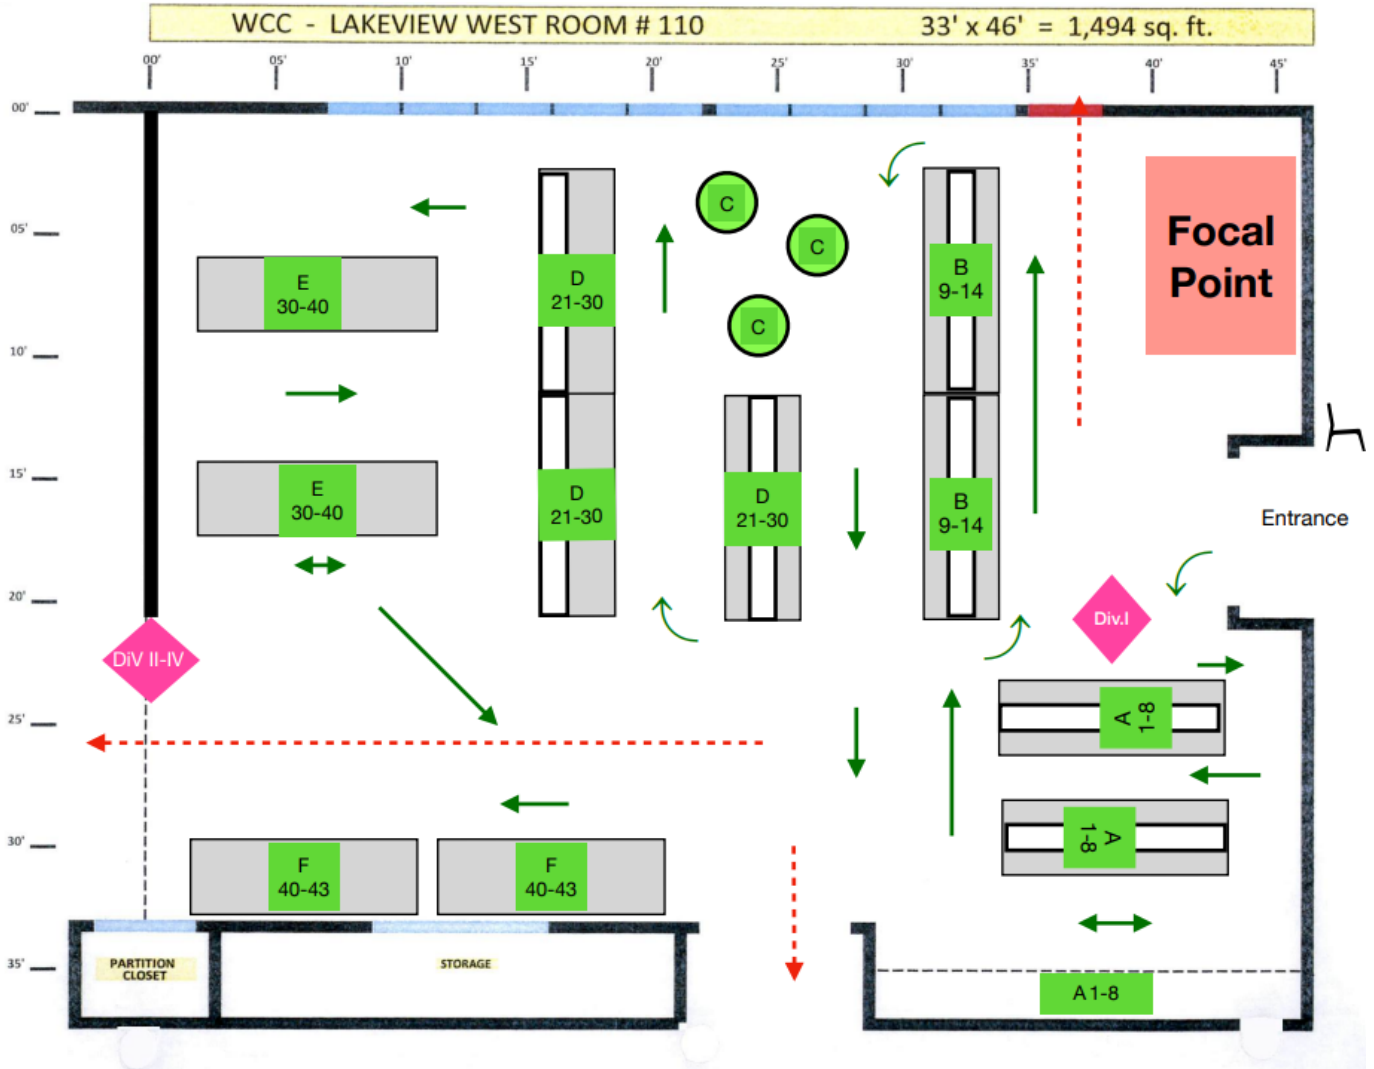 WCC - LAKEVIEW WEST ROOM # 110 33' x 46' = 1,494 sq. ft.
00' 05' 10' 15' 20' 25' 30' 35' 40' 45'
00'
05'
10'
15'
20'
25'
30'
35'
Focal
Point
C
C
C
B
9-14
E
30-40
D
21-30
E
30-40
D
21-30
D
21-30
B
9-14
Entrance
Div.I
DiV II-IV
A
1-8
A
1-8
F
40-43
F
40-43
PARTITION
CLOSET
STORAGE
A 1-8